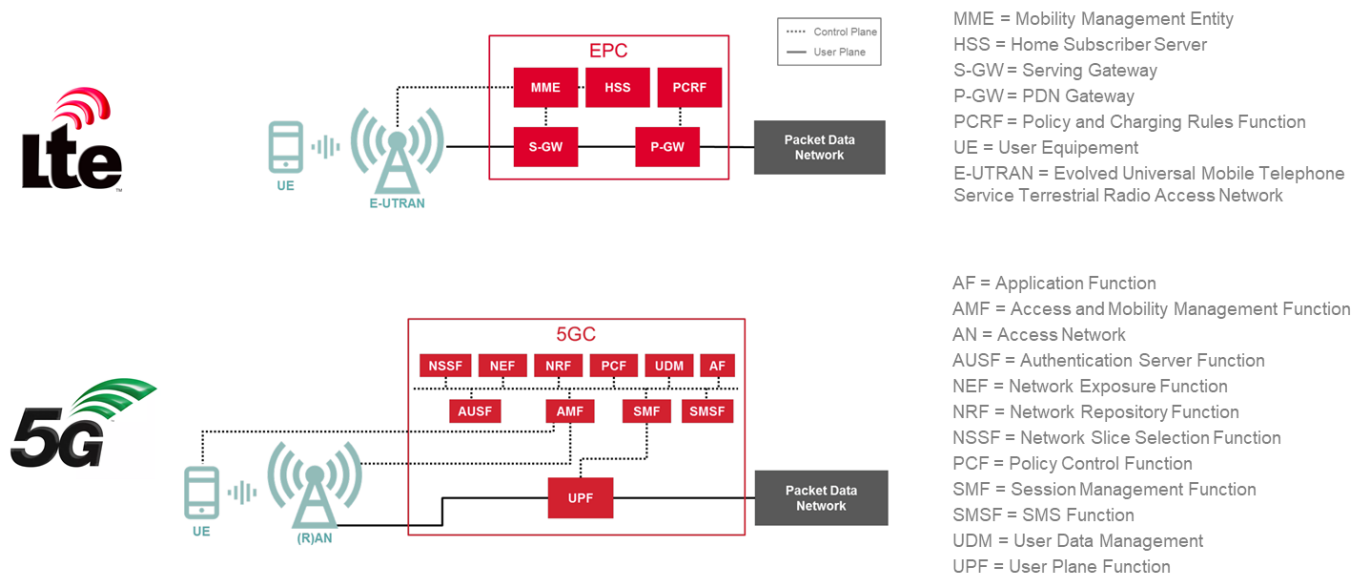 Control Plane
User Plane
EPC
MME
HSS
PCRF
S-GW
P-GW
Packet Data
Network
UE
E-UTRAN
Lte
TM
MME = Mobility Management Entity
HSS = Home Subscriber Server
S-GW = Serving Gateway
P-GW = PDN Gateway
PCRF = Policy and Charging Rules Function
UE = User Equipement
E-UTRAN = Evolved Universal Mobile Telephone
Service Terrestrial Radio Access Network
5G
TM
5GC
NSSF
NEF
NRF
PCF
UDM
AF
AUSF
AMF
SMF
SMSF
UPF
Packet Data
Network
UE
(R)AN
AF = Application Function
AMF = Access and Mobility Management Function
AN = Access Network
AUSF = Authentication Server Function
NEF = Network Exposure Function
NRF = Network Repository Function
NSSF = Network Slice Selection Function
PCF = Policy Control Function
SMF = Session Management Function
SMSF = SMS Function
UDM = User Data Management
UPF = User Plane Function